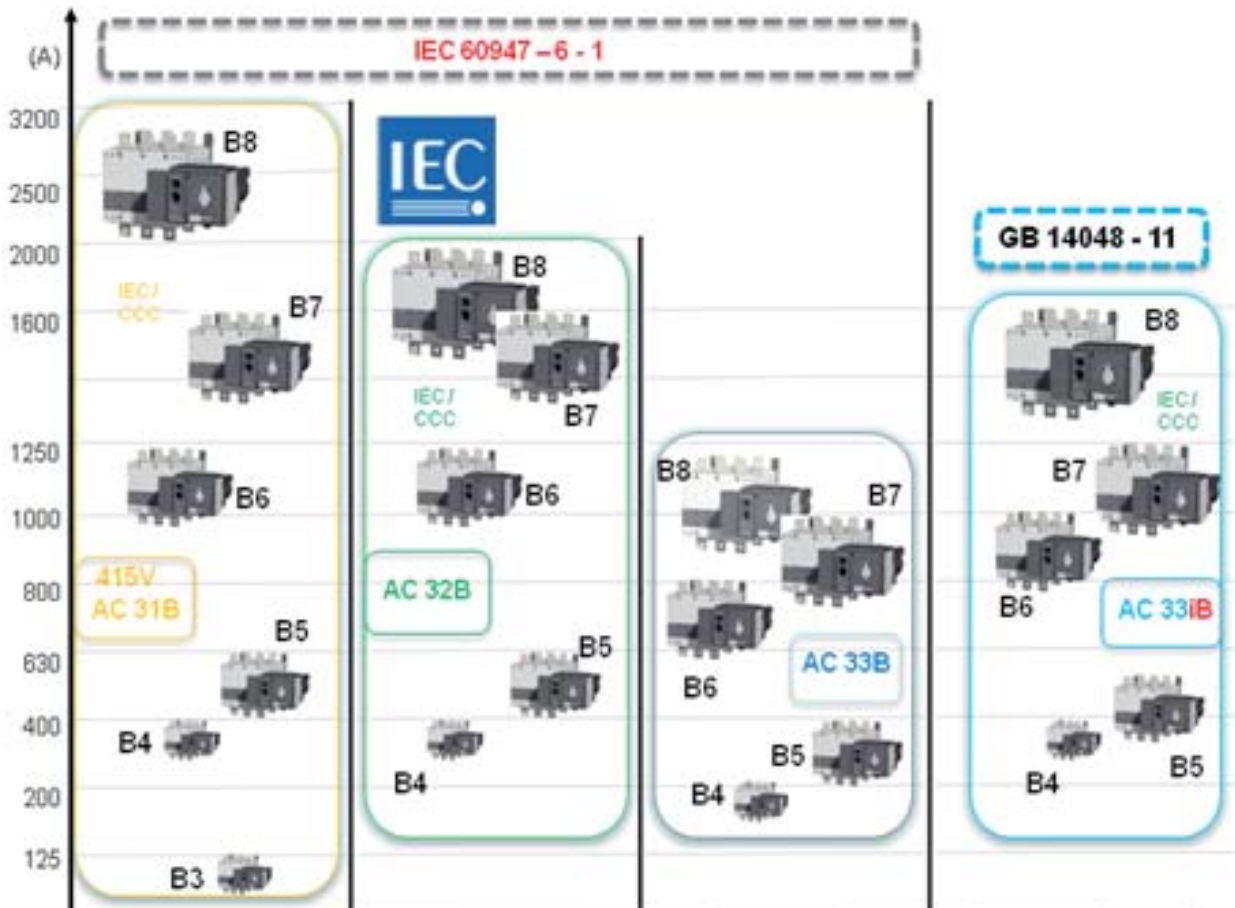 (A)
IEC 60947 – 6 - 1
3200
2500
2000
1600
1250
1000
800
630
400
200
125
B8
IEC /
CCC
B7
B6
415V
AC 31B
B5
B4
B3
IEC
B8
B7
IEC /
CCC
B6
AC 32B
B5
B4
B8
B7
B6
AC 33B
B5
B4
GB 14048 - 11
B8
IEC /
CCC
B7
B6
AC 33iB
B4
B5